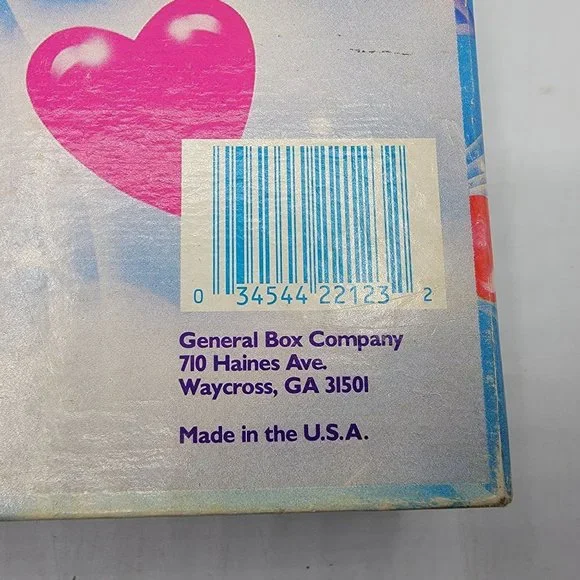 0 34544 22123 2
General Box Company
710 Haines Ave.
Waycross, GA 31501
Made in the U.S.A.